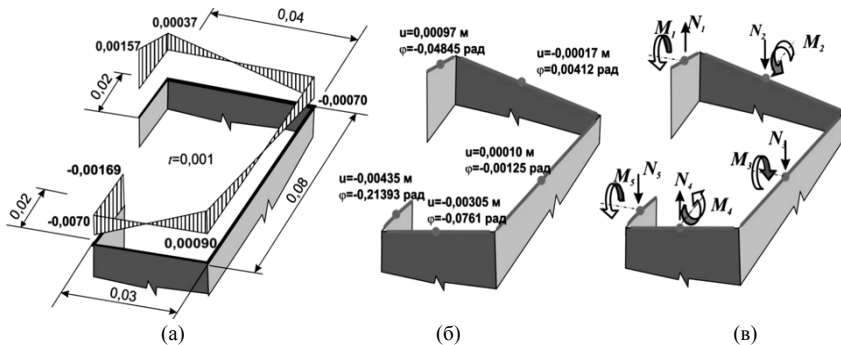 0,04
0,00037
0,00157
0,02
-0,00070
t=0,001
-0,00169
0,02
-0,0070
0,00090
0,08
0,03
(а)
u=0,00097 м
φ=-0,04845 рад
u=-0,00017 м
φ=0,00412 рад
u=0,00010 м
φ=-0,00125 рад
u=-0,00435 м
φ=-0,21393 рад
u=-0,00305 м
φ=-0,0761 рад
(б)
M1 N1
N2 M2
N3
M3
M5 N5 N4
M4
(в)